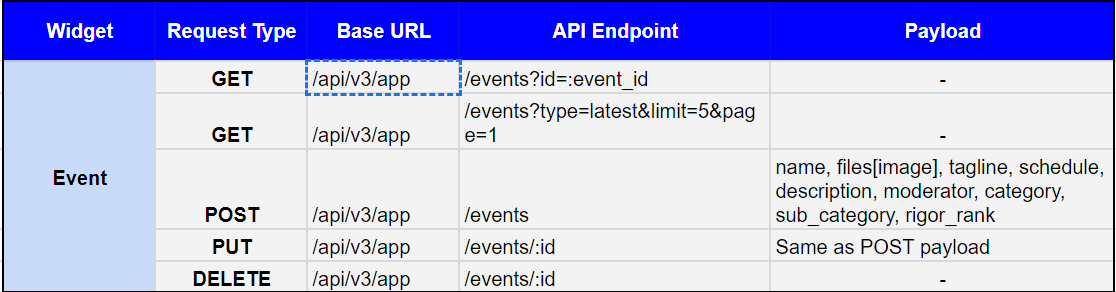 Widget Request Type Base URL API Endpoint Payload
GET /api/v3/app /events?id=:event_id -
/events?type=latest&limit=5&pag
GET /api/v3/app e=1 -
name, files[image], tagline, schedule,
Event description, moderator, category,
POST /api/v3/app /events sub_category, rigor_rank
PUT /api/v3/app /events/:id Same as POST payload
DELETE /api/v3/app /events/:id -